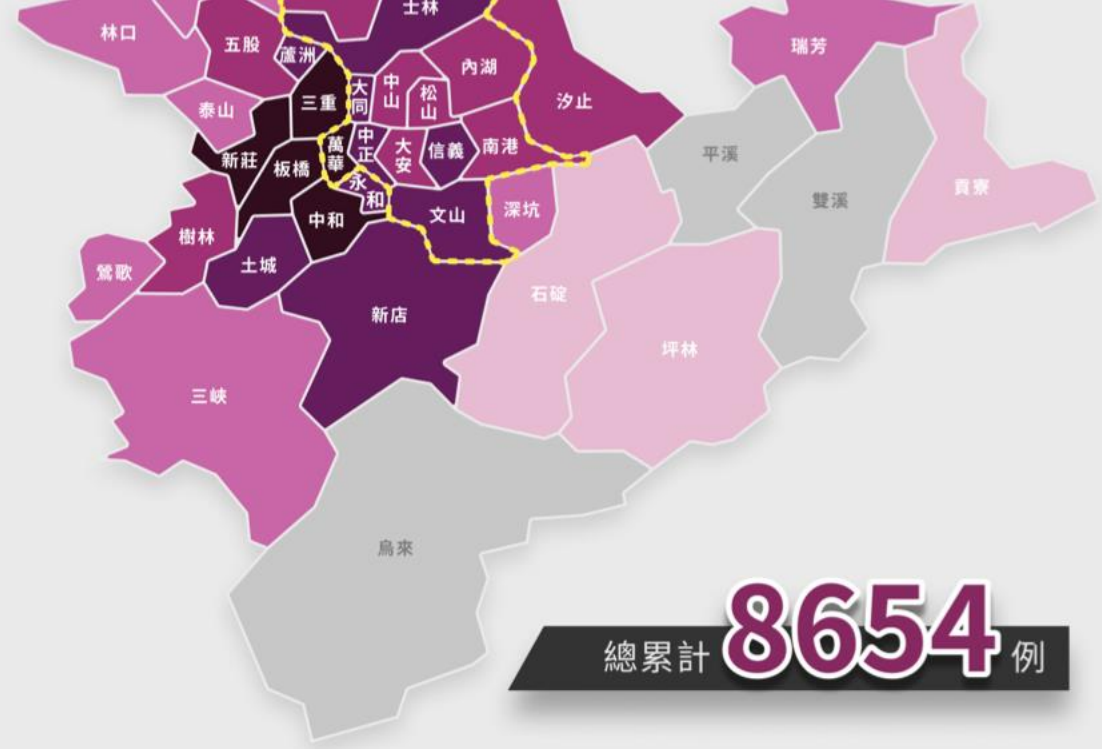 士林
林口
五股
蘆洲
內湖
瑞芳
泰山
三重
大同
中山
松山
汐止
新莊
板橋
萬華
中正
大安
信義
南港
平溪
永和
中和
文山
深坑
雙溪
貢寮
樹林
土城
鶯歌
新店
石碇
坪林
三峽
烏來
總累計 8654 例